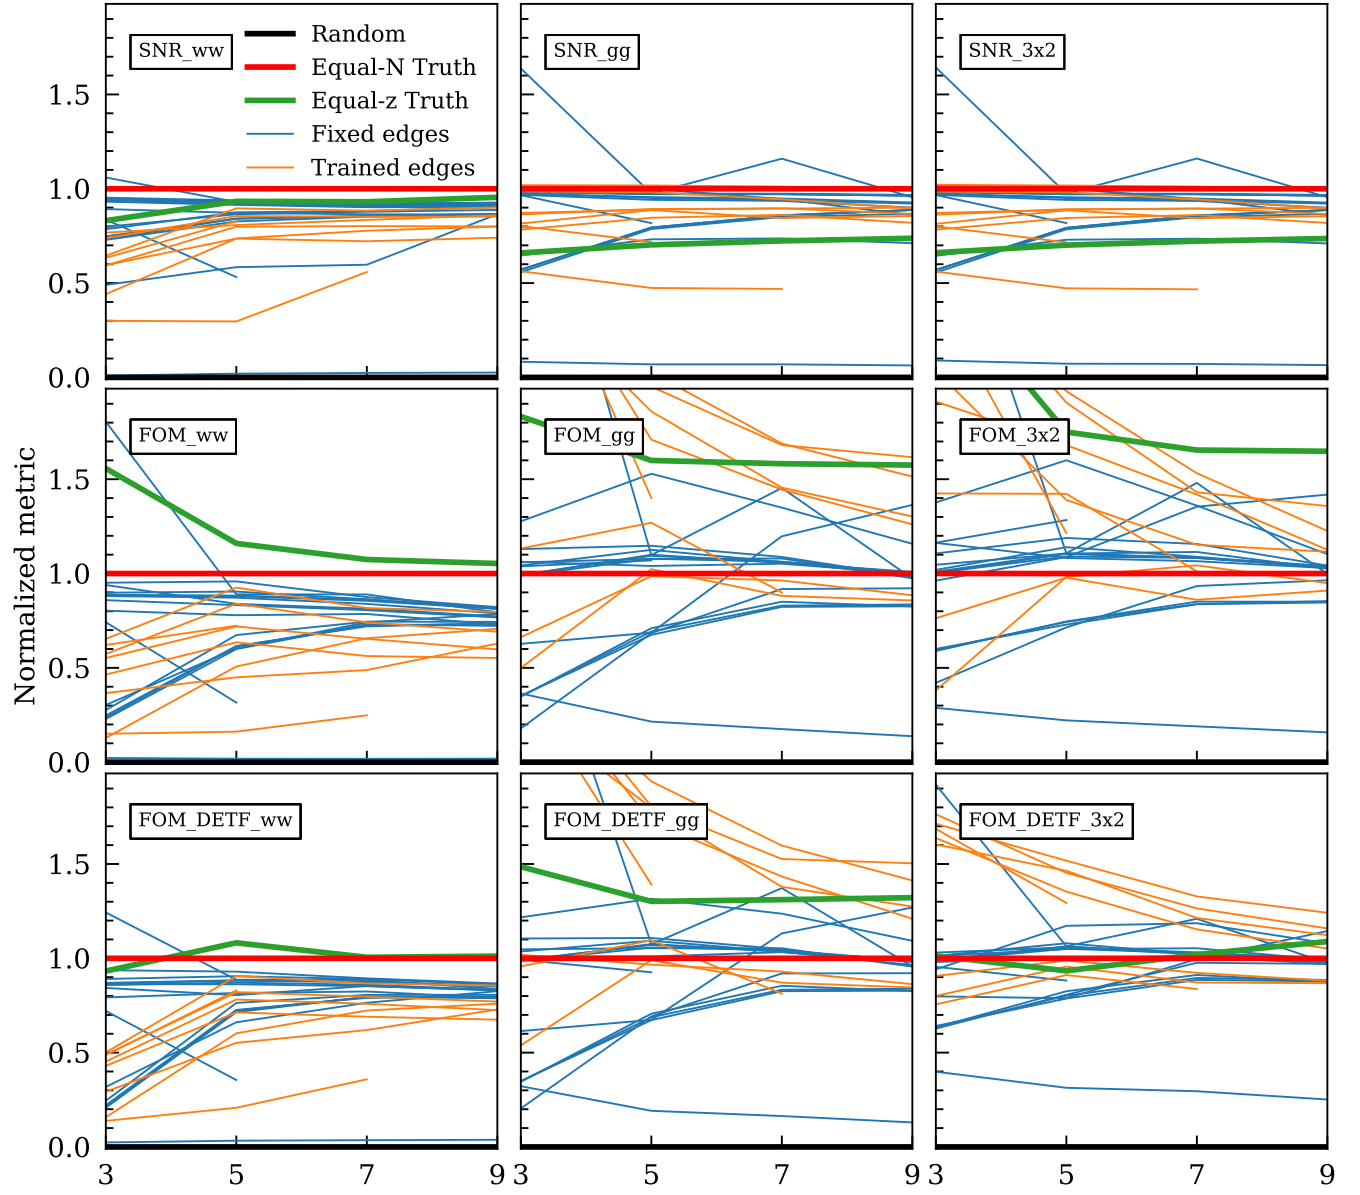 SNR_ww
Random
Equal-N Truth
Equal-z Truth
Fixed edges
Trained edges
SNR_gg
SNR_3x2
1.5
1.0
0.5
0.0
FOM_ww
FOM_gg
FOM_3x2
Normalized metric
1.5
1.0
0.5
0.0
FOM_DETF_ww
FOM_DETF_gg
FOM_DETF_3x2
1.5
1.0
0.5
0.0
3 5 7 9 3 5 7 9 3 5 7 9